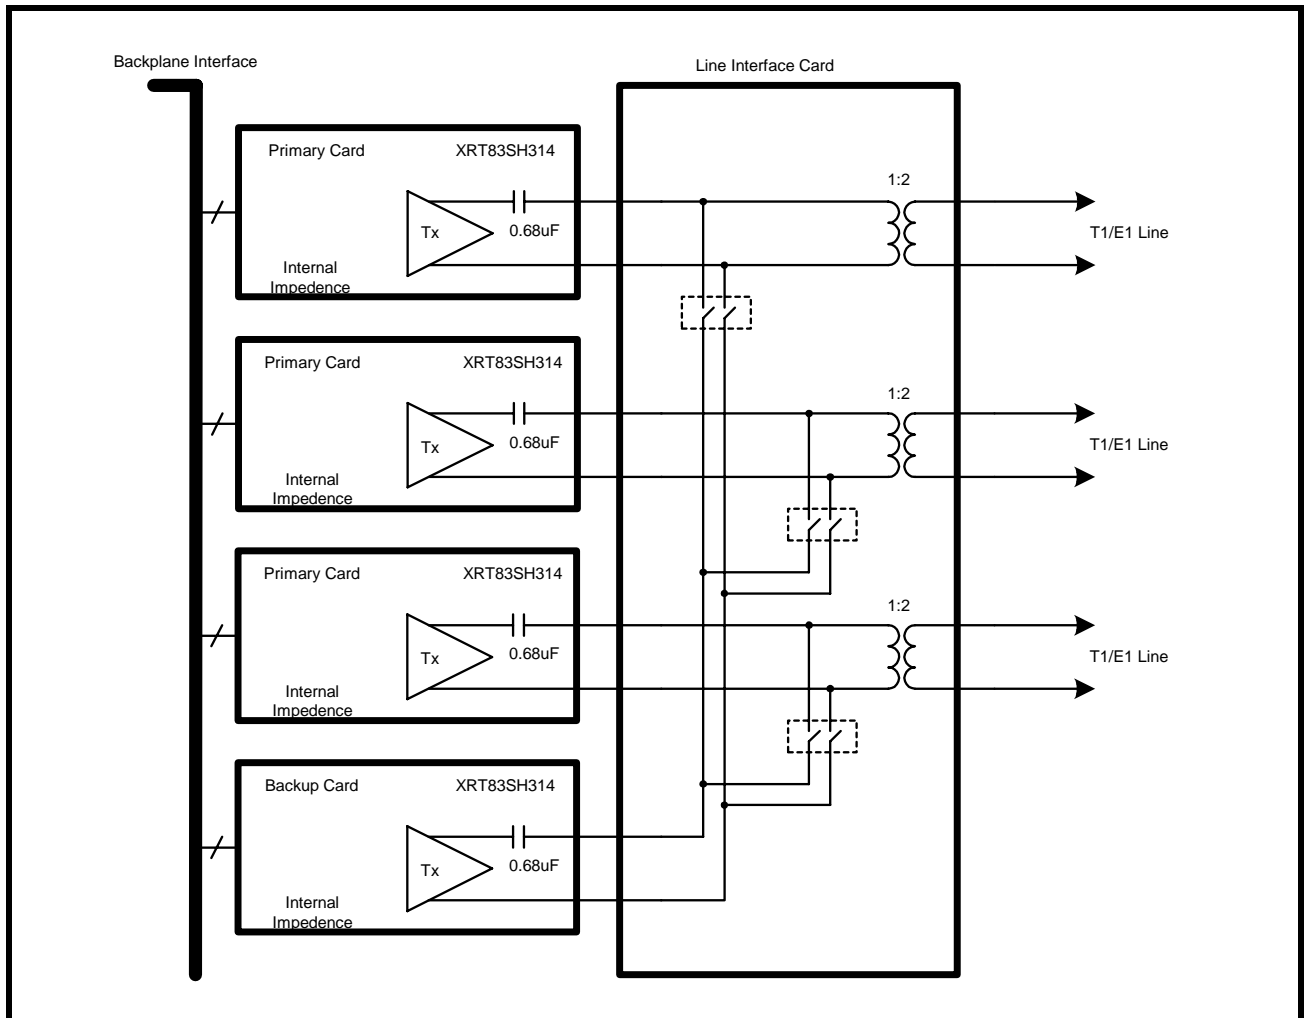 Backplane Interface
Line Interface Card
Primary Card XRT83SH314
1:2
Tx
0.68uF
T1/E1 Line
Internal
Impedence
Primary Card XRT83SH314
1:2
Tx
0.68uF
T1/E1 Line
Internal
Impedence
Primary Card XRT83SH314
1:2
Tx
0.68uF
T1/E1 Line
Internal
Impedence
Backup Card XRT83SH314
Tx
0.68uF
Internal
Impedence